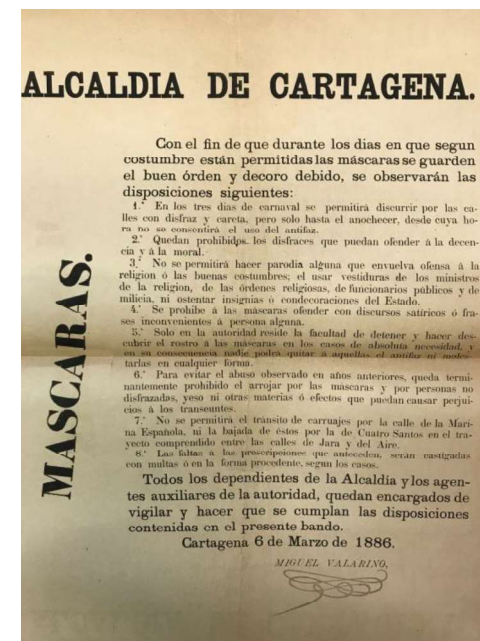 ALCALDIA DE CARTAGENA.
MASCARAS.
Con el fin de que durante los dias en que segun
costumbre están permitidas las máscaras se guarden
el buen órden y decoro debido, se observarán las
disposiciones siguientes:
1.ª En los tres dias de carnaval se permitirá discurrir por las ca-
lles con disfraz y careta, pero solo hasta el anochecer, desde cuya ho-
ra no se consentirá el uso del antifaz.
2.ª Quedan prohibidos los disfraces que puedan ofender á la decen-
cia y á la moral.
3.ª No se permitirá hacer parodia alguna que envuelva ofensa á la
religion ó las buenas costumbres; el usar vestiduras de los ministros
de la religion, de las órdenes religiosas, de funcionarios públicos y de
milicia, ni ostentar insignias ó condecoraciones del Estado.
4.ª Se prohibe á las máscaras ofender con discursos satíricos ó fra-
ses inconvenientes á persona alguna.
5.ª Solo en la autoridad reside la facultad de detener y hacer des-
cubrir el rostro á las máscaras en los casos de absoluta necesidad, y
en su consecuencia nadie podrá quitar á aquellas el antifaz ni moles-
tarlas en cualquier forma.
6.ª Para evitar el abuso observado en años anteriores, queda termi-
nantemente prohibido el arrojar por las máscaras y por personas no
disfrazadas, yeso ni otras materias ó efectos que puedan causar perjui-
cios á los transeuntes.
7.ª No se permitirá el tránsito de carruajes por la calle de la Mari-
na Española, ni la bajada de éstos por la de Cuatro Santos en el tra-
yecto comprendido entre las calles de Jara y del Aire.
8.ª Las faltas á las prescripciones que anteceden, serán castigadas
con multas ó en la forma procedente, segun los casos.
Todos los dependientes de la Alcaldía y los agen-
tes auxiliares de la autoridad, quedan encargados de
vigilar y hacer que se cumplan las disposiciones
contenidas en el presente bando.
Cartagena 6 de Marzo de 1886.
MIGUEL VALARINO.